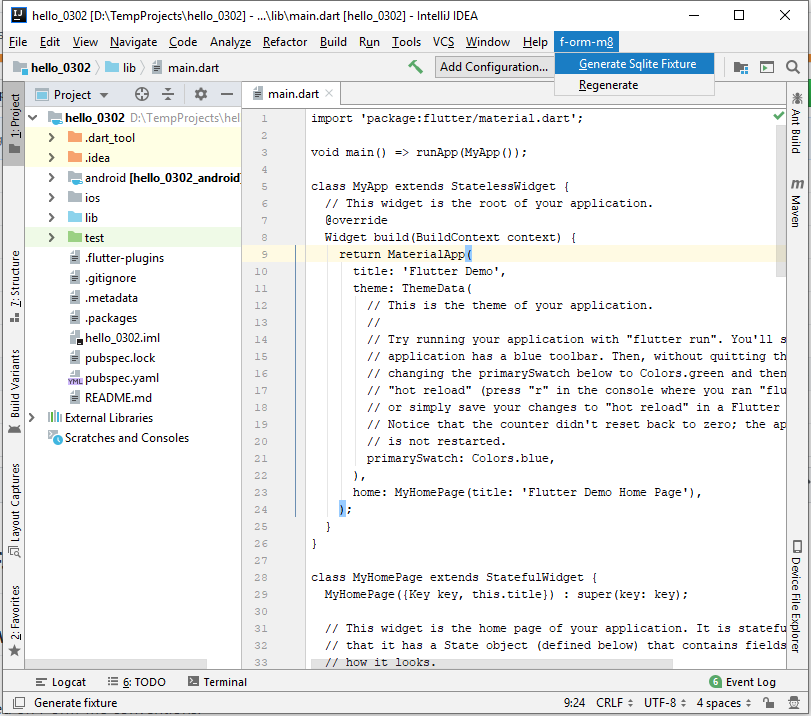 hello_0302 [D:\TempProjects\hello_0302] - ...\lib\main.dart [hello_0302] - IntelliJ IDEA
File Edit View Navigate Code Analyze Refactor Build Run Tools VCS Window Help f-orm-m8
Generate Sqlite Fixture
Regenerate
hello_0302 lib main.dart Add Configuration...
Project
main.dart
1: Project
7: Structure
Build Variants
Layout Captures
2: Favorites
hello_0302 D:\TempProjects\hel
.dart_tool
.idea
android [hello_0302_android]
ios
lib
test
.flutter-plugins
.gitignore
.metadata
.packages
hello_0302.iml
pubspec.lock
pubspec.yaml
README.md
External Libraries
Scratches and Consoles
1 import 'package:flutter/material.dart';
2
3 void main() => runApp(MyApp());
4
5 class MyApp extends StatelessWidget {
6 // This widget is the root of your application.
7 @override
8 Widget build(BuildContext context) {
9 return MaterialApp(
10 title: 'Flutter Demo',
11 theme: ThemeData(
12 // This is the theme of your application.
13 //
14 // Try running your application with "flutter run". You'll s
15 // application has a blue toolbar. Then, without quitting th
16 // changing the primarySwatch below to Colors.green and then
17 // "hot reload" (press "r" in the console where you ran "flu
18 // or simply save your changes to "hot reload" in a Flutter
19 // Notice that the counter didn't reset back to zero; the ap
20 // is not restarted.
21 primarySwatch: Colors.blue,
22 ),
23 home: MyHomePage(title: 'Flutter Demo Home Page'),
24 );
25 }
26 }
27
28 class MyHomePage extends StatefulWidget {
29 MyHomePage({Key key, this.title}) : super(key: key);
30
31 // This widget is the home page of your application. It is statefu
32 // that it has a State object (defined below) that contains fields
33 // how it looks.
Ant Build
Maven
Device File Explorer
Logcat 6: TODO Terminal 6 Event Log
Generate fixture 9:24 CRLF UTF-8 4 spaces